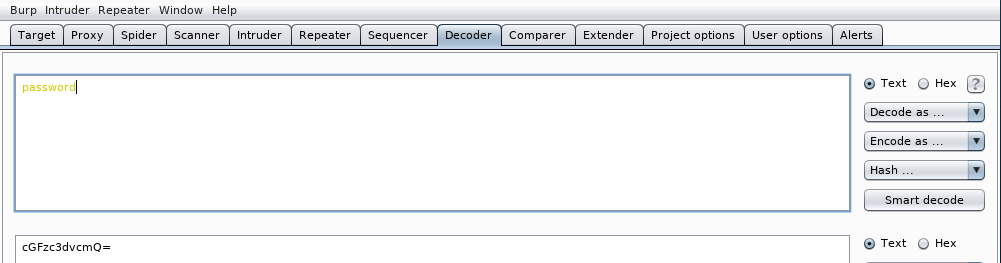 Burp Intruder Repeater Window Help
Target Proxy Spider Scanner Intruder Repeater Sequencer Decoder Comparer Extender Project options User options Alerts
password
Text Hex ?
Decode as ...
Encode as ...
Hash ...
Smart decode
cGFzc3dvcmQ=
Text Hex